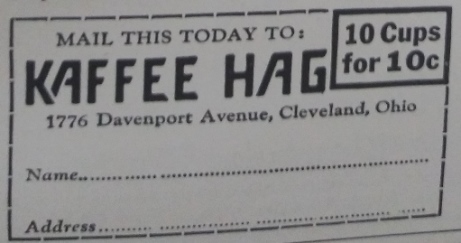 MAIL THIS TODAY TO:
KAFFEE HAG
10 Cups
for 10c
1776 Davenport Avenue, Cleveland, Ohio
Name.........................................................
Address.....................................................